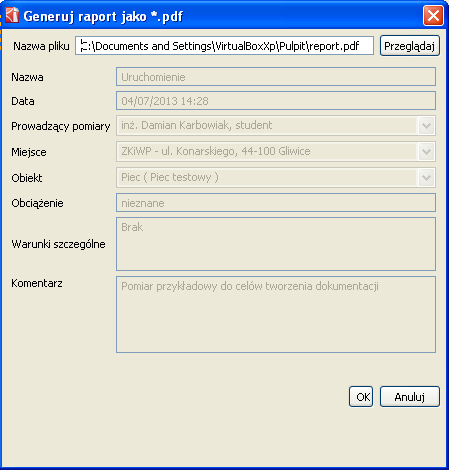 Generuj raport jako *.pdf
Nazwa pliku C:\Documents and Settings\VirtualBoxXp\Pulpit\report.pdf Przeglądaj
Nazwa Uruchomienie
Data 04/07/2013 14:28
Prowadzący pomiary inż. Damian Karbowiak, student
Miejsce ZKiWP - ul. Konarskiego, 44-100 Gliwice
Obiekt Piec ( Piec testowy )
Obciążenie nieznane
Warunki szczególne Brak
Komentarz Pomiar przykładowy do celów tworzenia dokumentacji
OK Anuluj